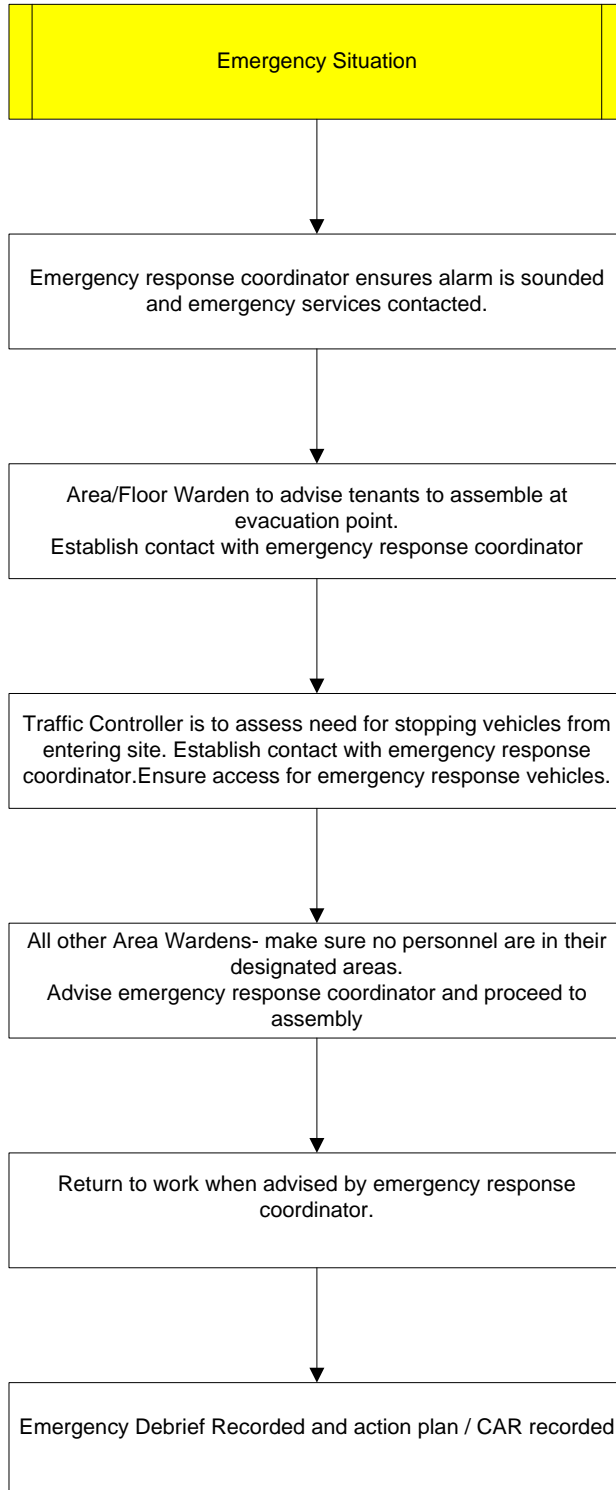 Emergency Situation
Emergency response coordinator ensures alarm is sounded
and emergency services contacted.
Area/Floor Warden to advise tenants to assemble at
evacuation point.
Establish contact with emergency response coordinator
Traffic Controller is to assess need for stopping vehicles from
entering site. Establish contact with emergency response
coordinator.Ensure access for emergency response vehicles.
All other Area Wardens- make sure no personnel are in their
designated areas.
Advise emergency response coordinator and proceed to
assembly
Return to work when advised by emergency response
coordinator.
Emergency Debrief Recorded and action plan / CAR recorded